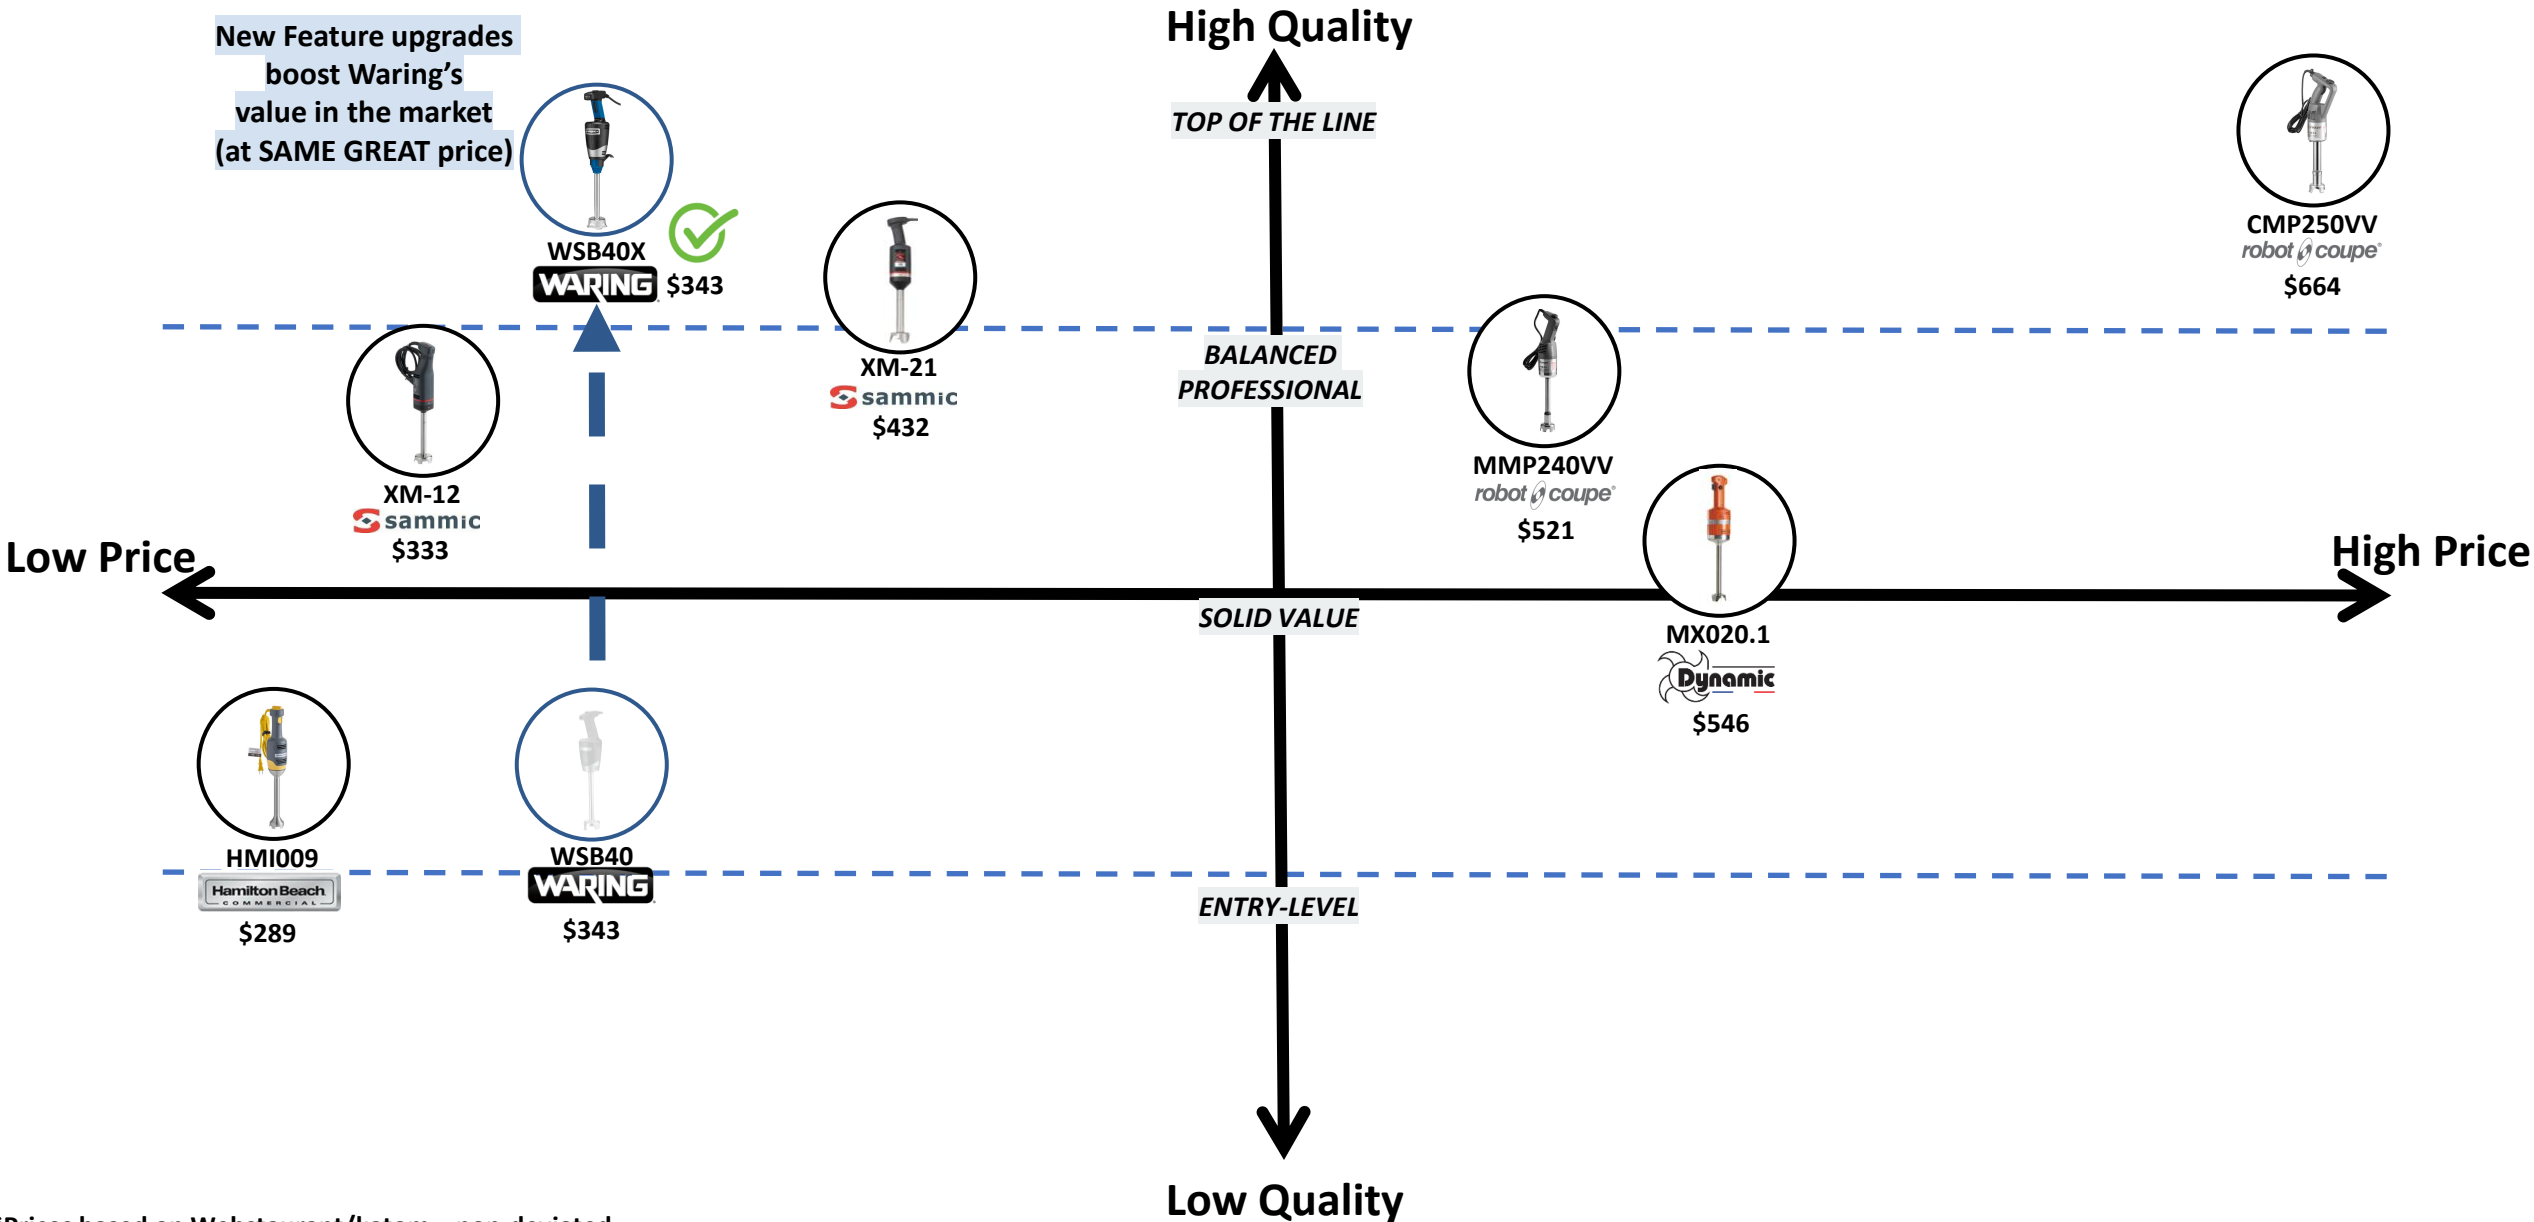 High Quality
New Feature upgrades
boost Waring's
value in the market
(at SAME GREAT price)
TOP OF THE LINE
WSB40X
WARING
$343
CMP250VV
robot coupe®
$664
BALANCED
PROFESSIONAL
XM-21
sammic
$432
XM-12
sammic
$333
MMP240VV
robot coupe®
$521
Low Price
High Price
SOLID VALUE
MX020.1
Dynamic
$546
HMI009
Hamilton Beach
COMMERCIAL
$289
WSB40
WARING
$343
ENTRY-LEVEL
Low Quality